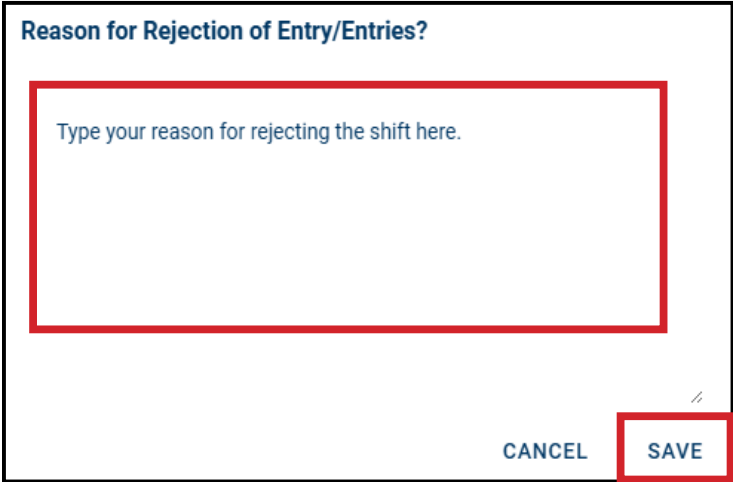 Reason for Rejection of Entry/Entries?
Type your reason for rejecting the shift here.
CANCEL SAVE